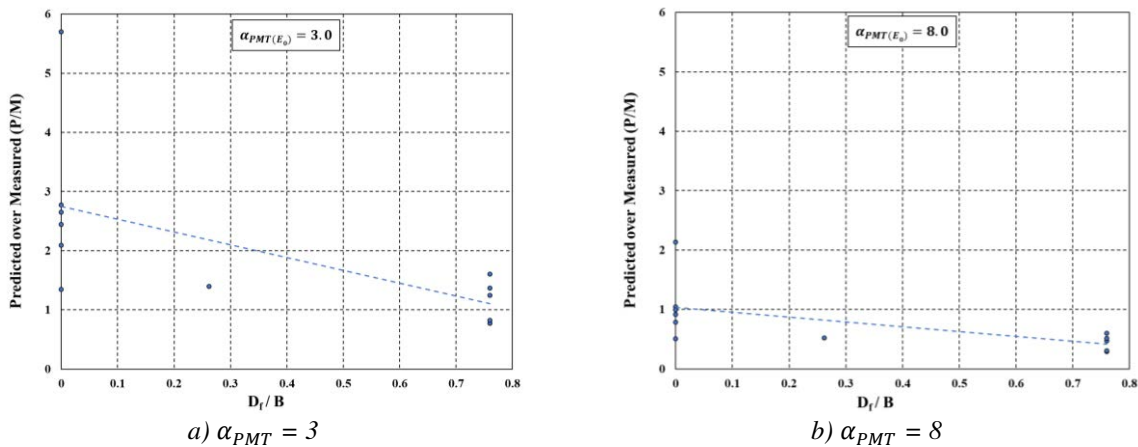 α_PMT(E₀) = 3.0
Predicted over Measured (P/M)
6
5
4
3
2
1
0
0 0.1 0.2 0.3 0.4 0.5 0.6 0.7 0.8
D_f / B
a) α_PMT = 3
α_PMT(E₀) = 8.0
Predicted over Measured (P/M)
6
5
4
3
2
1
0
0 0.1 0.2 0.3 0.4 0.5 0.6 0.7 0.8
D_f / B
b) α_PMT = 8